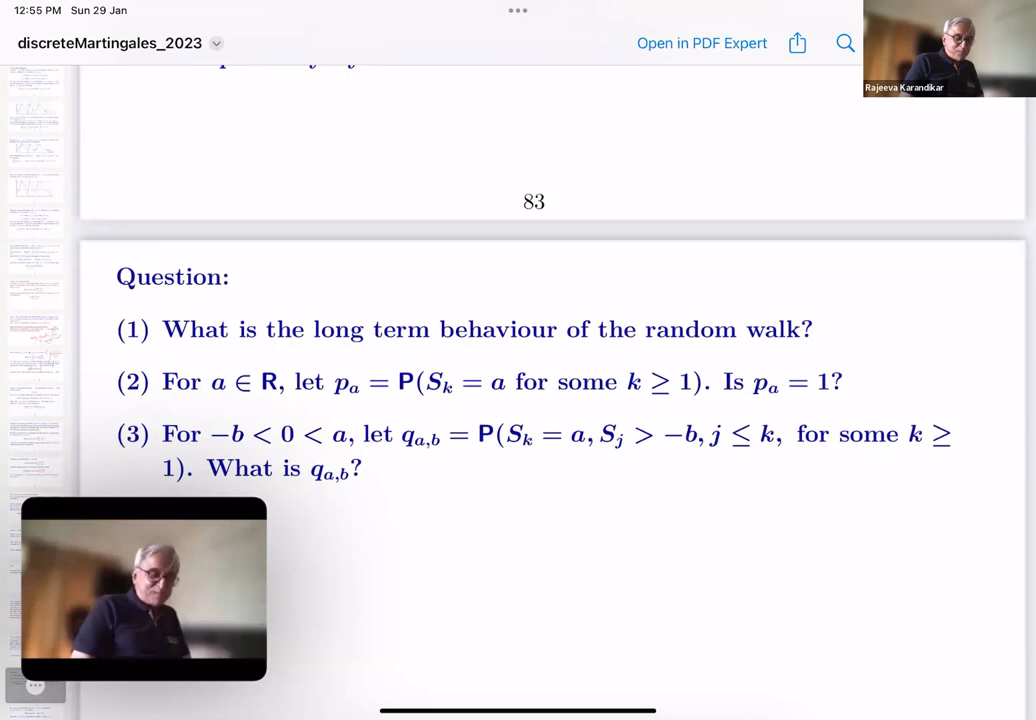 12:55 PM Sun 29 Jan
discreteMartingales_2023
Open in PDF Expert
Rajeeva Karandikar
83
Question:
(1) What is the long term behaviour of the random walk?
(2) For a ∈ R, let pₐ = P(Sₖ = a for some k ≥ 1). Is pₐ = 1?
(3) For −b < 0 < a, let q_{a,b} = P(Sₖ = a, Sⱼ > −b, j ≤ k, for some k ≥
1). What is q_{a,b}?